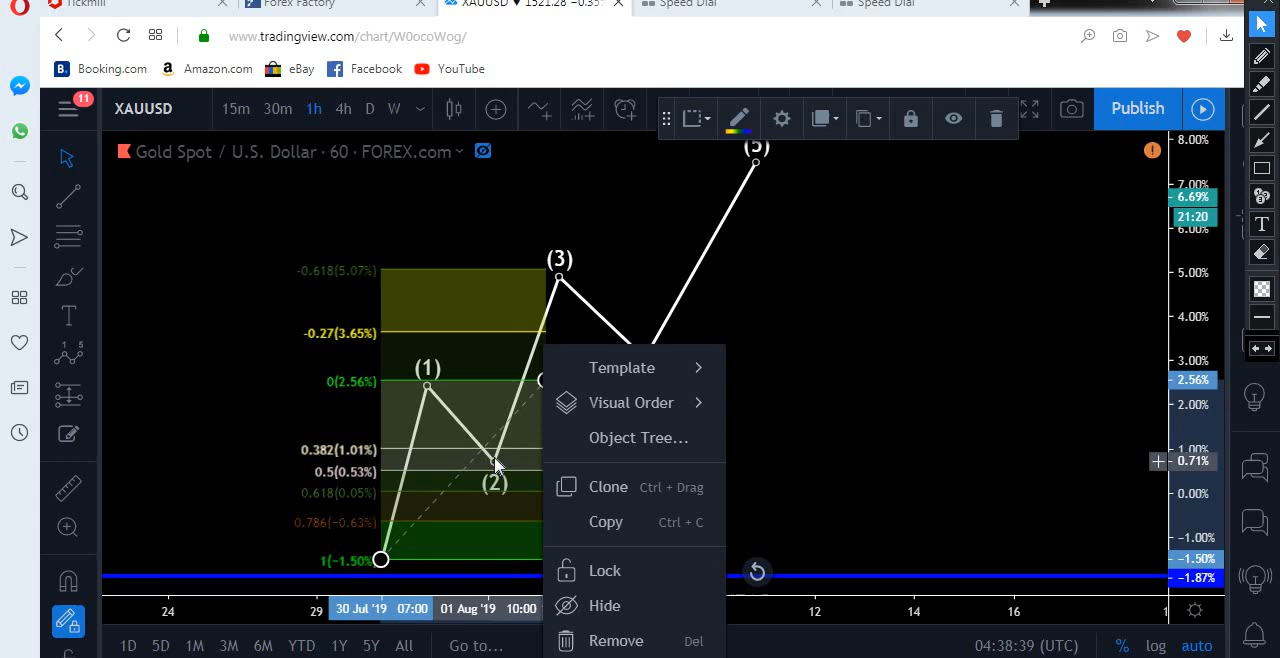 Tickmill
Forex Factory
XAUUSD ▼ 1521.28 −0.35%
Speed Dial
Speed Dial
www.tradingview.com/chart/W0ocoWog/
B. Booking.com
a Amazon.com
eBay
Facebook
YouTube
11
XAUUSD
15m 30m 1h 4h D W
Publish
Gold Spot / U.S. Dollar · 60 · FOREX.com
(5)
8.00%
7.00%
6.69%
21:20
6.00%
5.00%
4.00%
3.00%
2.56%
2.00%
1.00%
0.71%
0.00%
-1.00%
-1.50%
-1.87%
(3)
-0.618(5.07%)
-0.27(3.65%)
(1)
0(2.56%)
0.382(1.01%)
0.5(0.53%)
(2)
0.618(0.05%)
0.786(−0.63%)
1(−1.50%)
Template
Visual Order
Object Tree...
Clone Ctrl + Drag
Copy Ctrl + C
Lock
Hide
Remove Del
T
1 5
T
24
29
30 Jul '19 07:00
01 Aug '19 10:00
12
14
16
1D 5D 1M 3M 6M YTD 1Y 5Y All
Go to...
04:38:39 (UTC)
% log auto